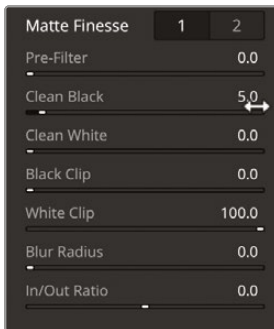 Matte Finesse 1 2
Pre-Filter 0.0
Clean Black 5.0
Clean White 0.0
Black Clip 0.0
White Clip 100.0
Blur Radius 0.0
In/Out Ratio 0.0